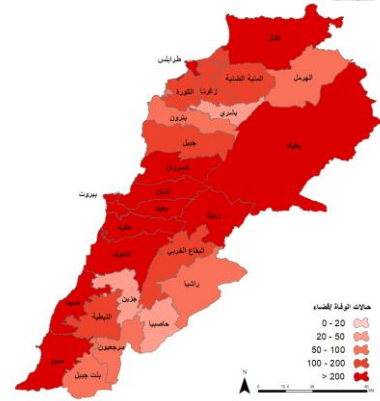 عكار
طرابلس
المنية الضنية
الهرمل
زغرتا
الكورة
بشري
بترون
جبيل
بعلبك
كسروان
المتن
بيروت
بعبدا
عاليه
زحلة
الشوف
البقاع الغربي
راشيا
جزين
صيدا
النبطية
حاصبيا
مرجعيون
صور
بنت جبيل
حالات الوفاة /قضاء
0 - 20
20 - 50
50 - 100
100 - 200
> 200
N